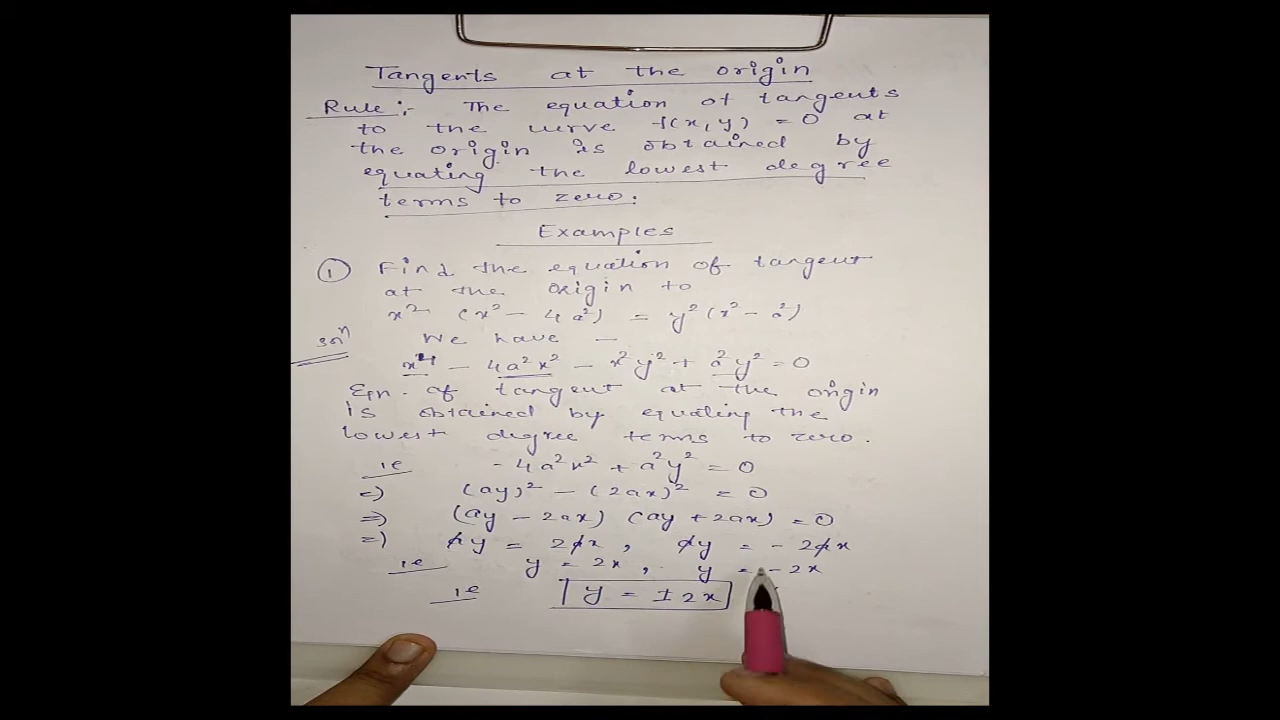 Tangents at the origin
Rule:- The equation of tangents
to the curve f(x, y) = 0 at
the origin is obtained by
equating the lowest degree
terms to zero.
Examples
① Find the equation of tangent
at the origin to
x² (x² - 4a²) = y² (x² - a²)
Solⁿ We have -
x⁴ - 4a²x² - x²y² + a²y² = 0
Eqn. of tangent at the origin
is obtained by equating the
lowest degree terms to zero.
ie -4a²x² + a²y² = 0
=) (ay)² - (2ax)² = 0
=) (ay - 2ax) (ay + 2ax) = 0
=) ay = 2ax, ay = -2ax
ie y = 2x, y = -2x
ie y = ±2x